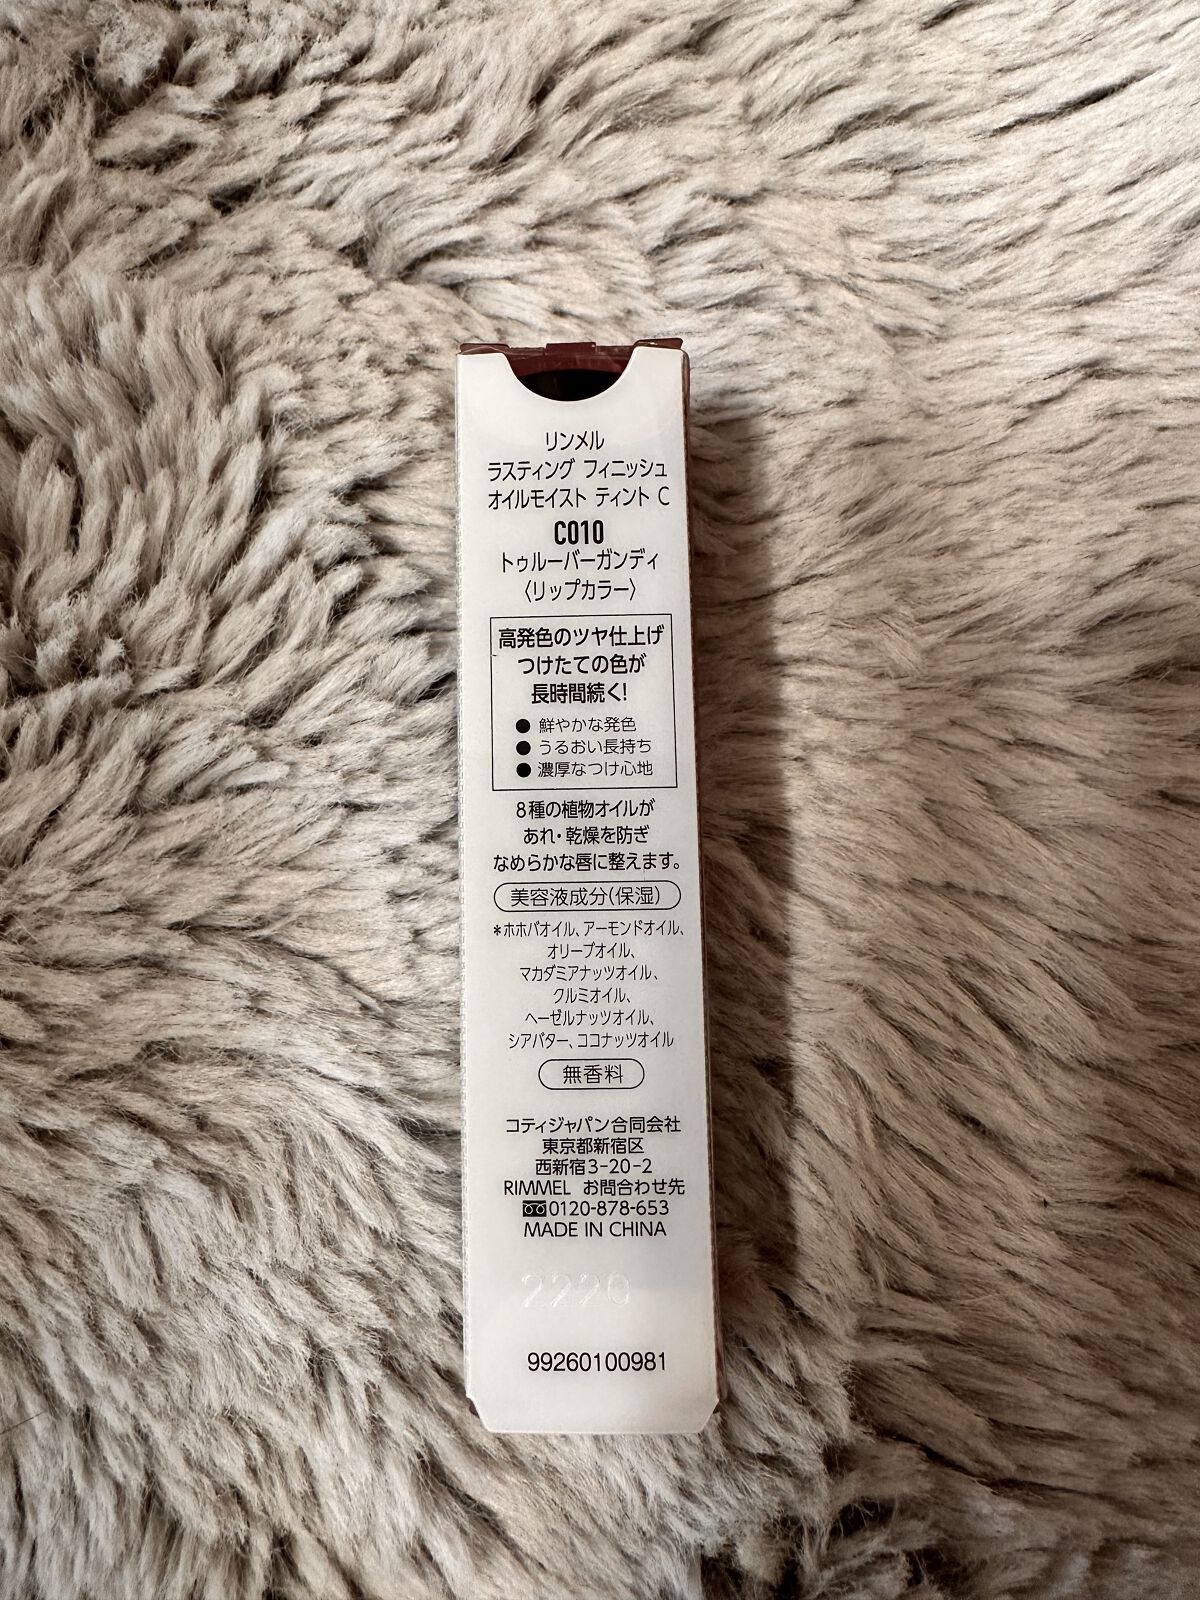 リンメル
ラスティング フィニッシュ
オイルモイスト ティント C
C010
トゥルーバーガンディ
〈リップカラー〉
高発色のツヤ仕上げ
つけたての色が
長時間続く!
● 鮮やかな発色
● うるおい長持ち
● 濃厚なつけ心地
8種の植物オイルが
あれ・乾燥を防ぎ
なめらかな唇に整えます。
美容液成分(保湿)
*ホホバオイル、アーモンドオイル、
オリーブオイル、
マカダミアナッツオイル、
クルミオイル、
ヘーゼルナッツオイル、
シアバター、ココナッツオイル
無香料
コティジャパン合同会社
東京都新宿区
西新宿3-20-2
RIMMEL お問合わせ先
0120-878-653
MADE IN CHINA
2220
99260100981